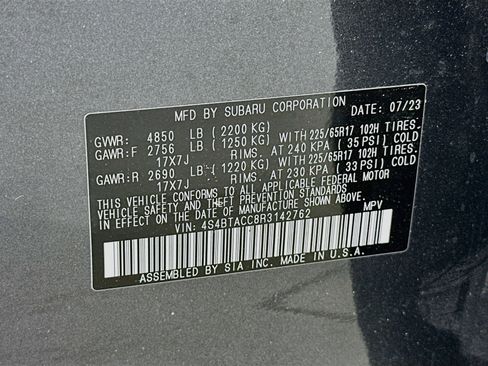 MFD BY SUBARU CORPORATION DATE: 07/23
GVWR: 4850 LB (2200 KG)
GAWR:F 2756 LB (1250 KG) WITH 225/65R17 102H TIRES.
17X7J RIMS. AT 240 KPA (35 PSI) COLD
GAWR:R 2690 LB (1220 KG) WITH 225/65R17 102H TIRES.
17X7J RIMS. AT 230 KPA (33 PSI) COLD
THIS VEHICLE CONFORMS TO ALL APPLICABLE FEDERAL MOTOR
VEHICLE SAFETY AND BUMPER STANDARDS
IN EFFECT ON THE DATE OF MANUFACTURE SHOWN ABOVE.
VIN: 4S4BTACC8R3142762 MPV
ASSEMBLED BY SIA INC. MADE IN U.S.A.